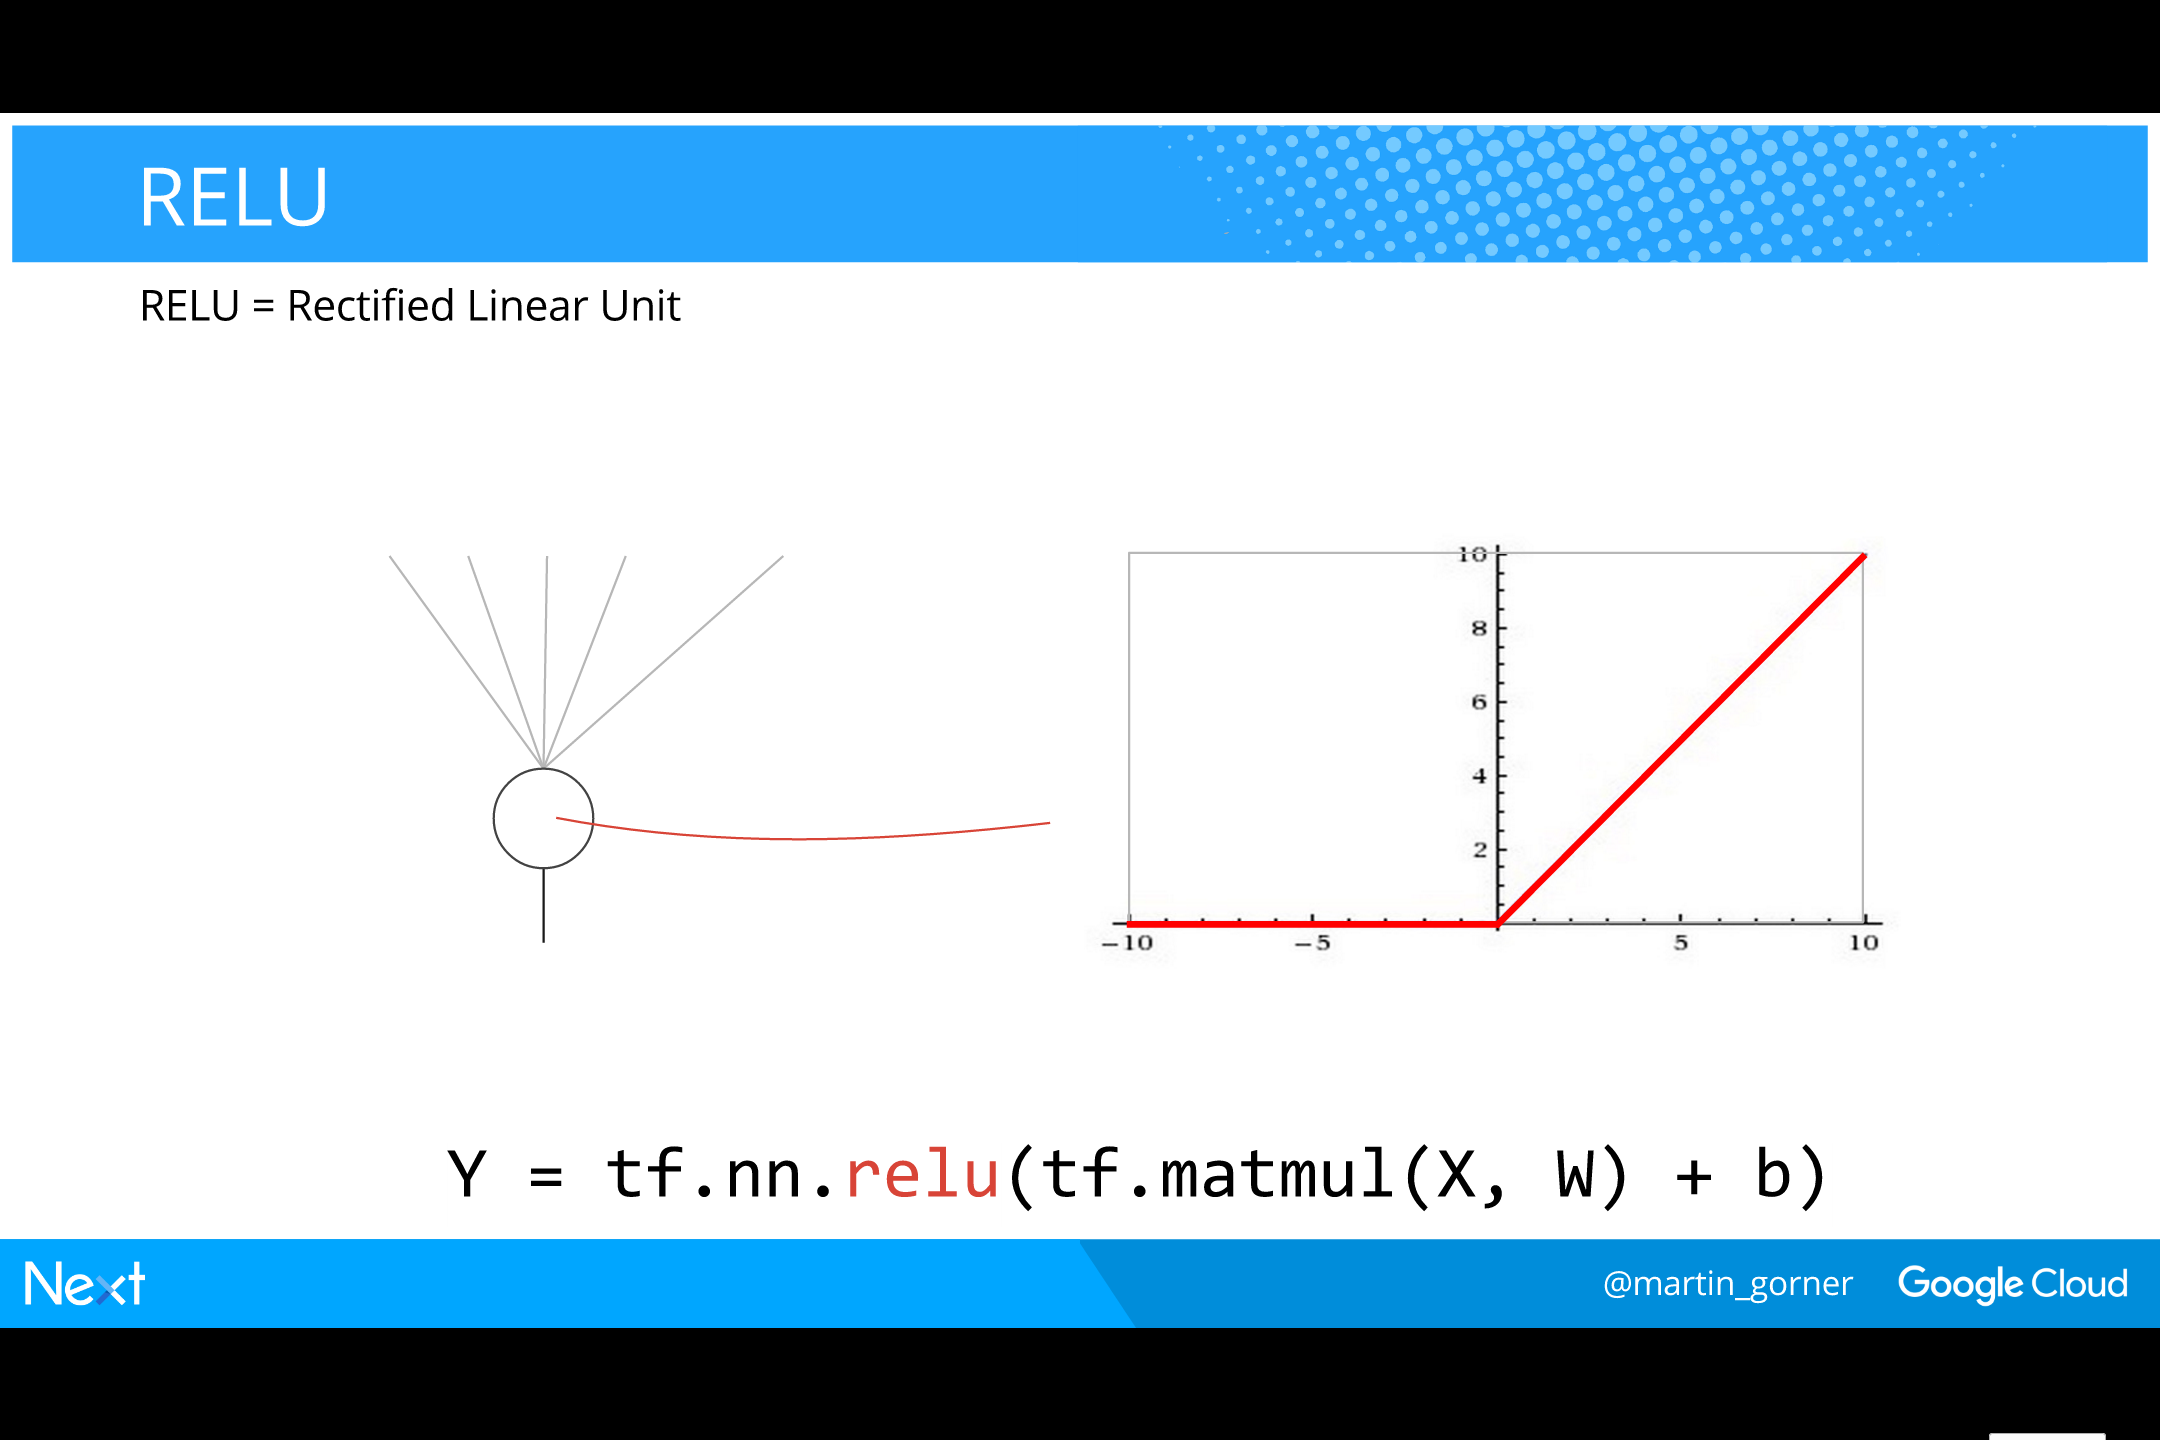 RELU
RELU = Rectified Linear Unit
10
8
6
4
2
−10 −5 5 10
Y = tf.nn.relu(tf.matmul(X, W) + b)
Next @martin_gorner Google Cloud